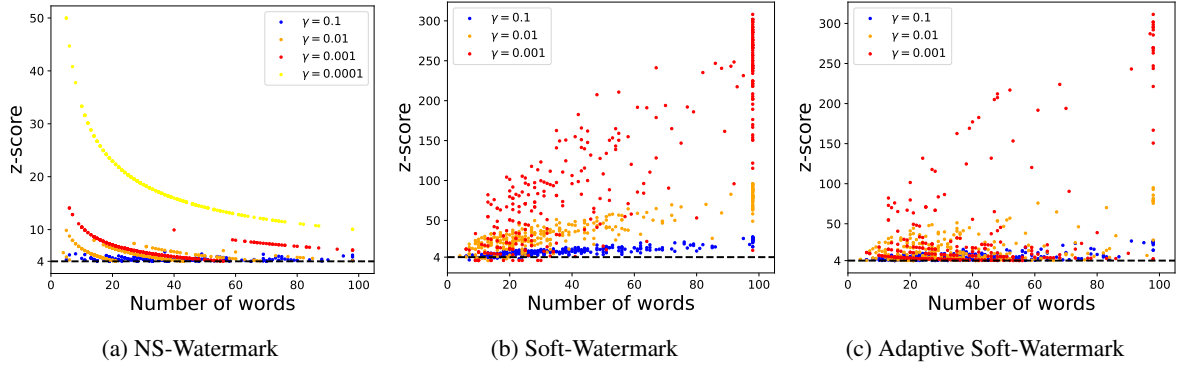 z-score
50
40
30
20
10
4
0 20 40 60 80 100
Number of words
γ = 0.1
γ = 0.01
γ = 0.001
γ = 0.0001
(a) NS-Watermark
z-score
300
250
200
150
100
50
4
0 20 40 60 80 100
Number of words
γ = 0.1
γ = 0.01
γ = 0.001
(b) Soft-Watermark
z-score
300
250
200
150
100
50
4
0 20 40 60 80 100
Number of words
γ = 0.1
γ = 0.01
γ = 0.001
(c) Adaptive Soft-Watermark